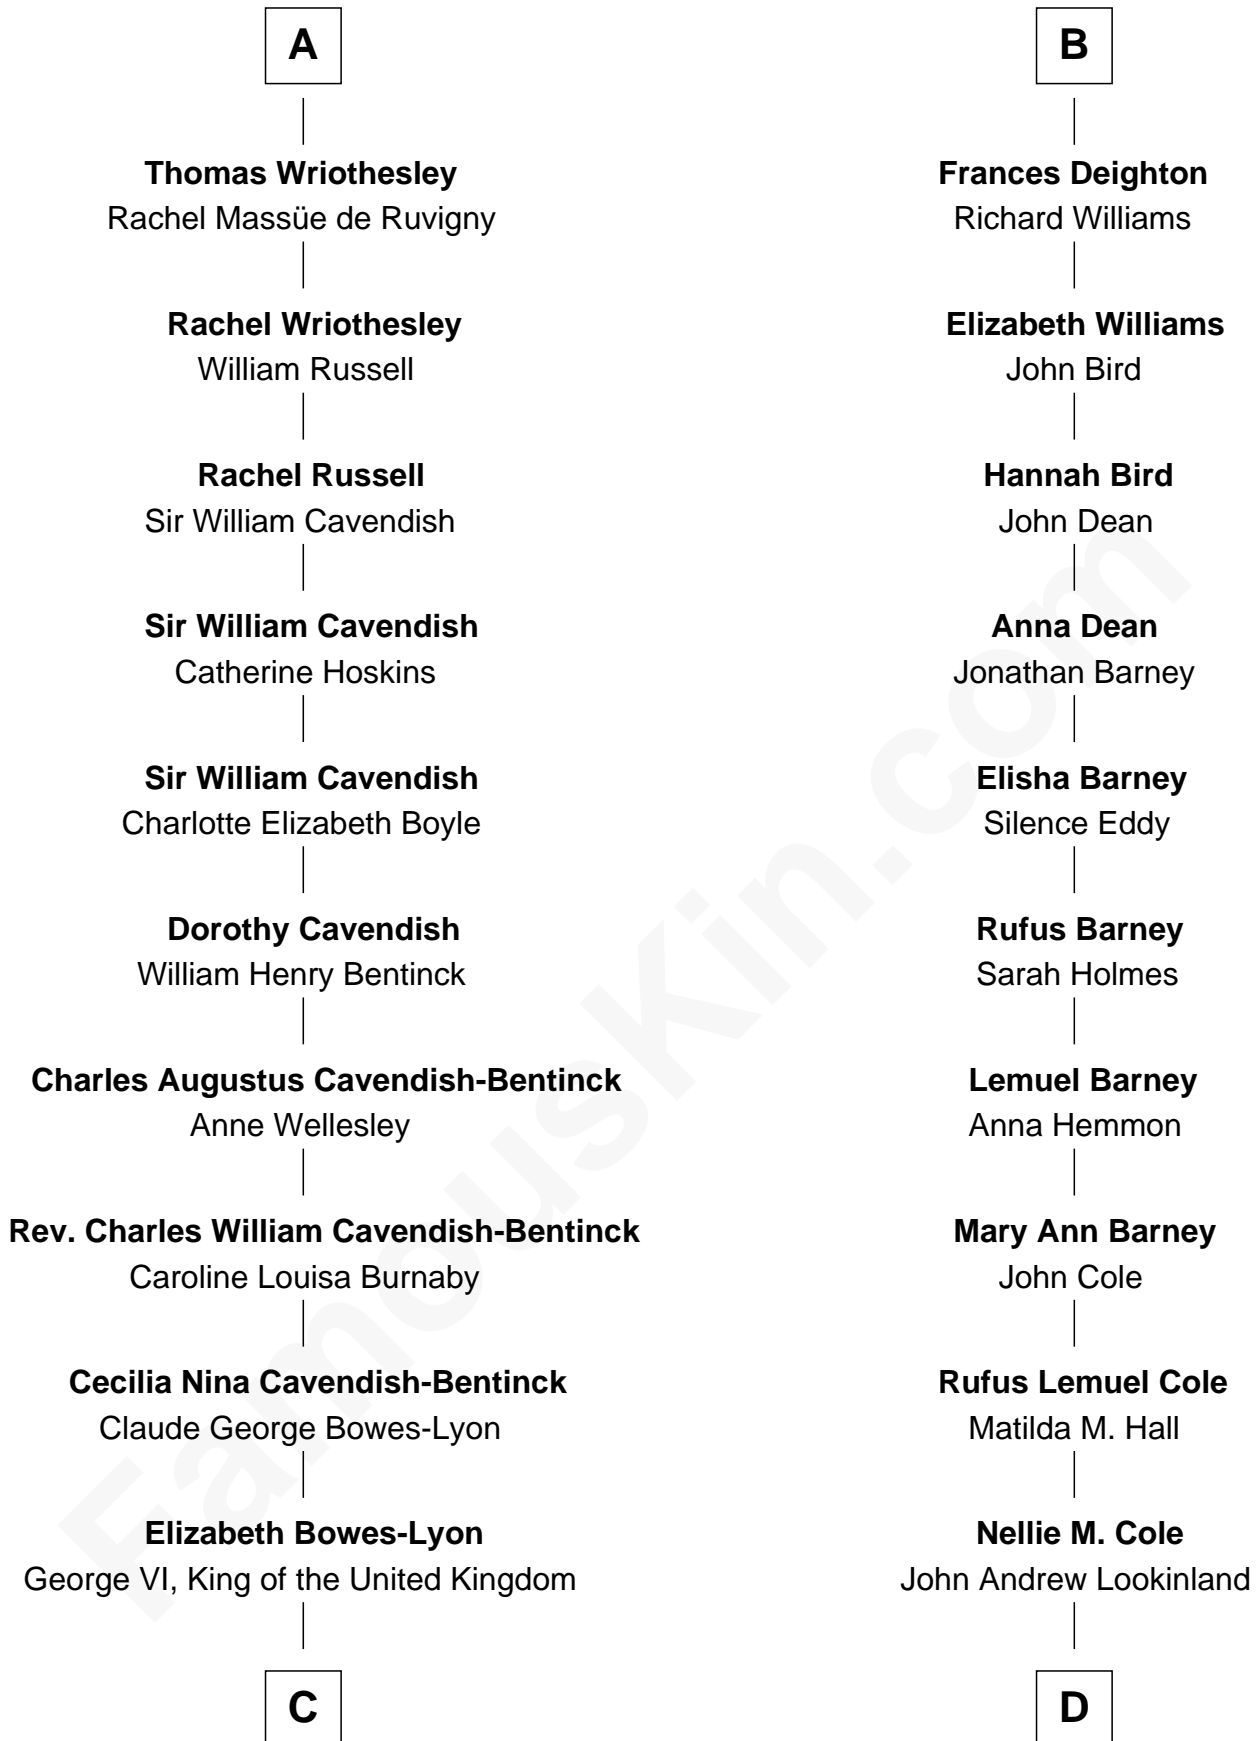 A
Thomas Wriothesley
Rachel Massüe de Ruvigny
Rachel Wriothesley
William Russell
Rachel Russell
Sir William Cavendish
Sir William Cavendish
Catherine Hoskins
Sir William Cavendish
Charlotte Elizabeth Boyle
Dorothy Cavendish
William Henry Bentinck
Charles Augustus Cavendish-Bentinck
Anne Wellesley
Rev. Charles William Cavendish-Bentinck
Caroline Louisa Burnaby
Cecilia Nina Cavendish-Bentinck
Claude George Bowes-Lyon
Elizabeth Bowes-Lyon
George VI, King of the United Kingdom
C
B
Frances Deighton
Richard Williams
Elizabeth Williams
John Bird
Hannah Bird
John Dean
Anna Dean
Jonathan Barney
Elisha Barney
Silence Eddy
Rufus Barney
Sarah Holmes
Lemuel Barney
Anna Hemmon
Mary Ann Barney
John Cole
Rufus Lemuel Cole
Matilda M. Hall
Nellie M. Cole
John Andrew Lookinland
D
FamousKin.com